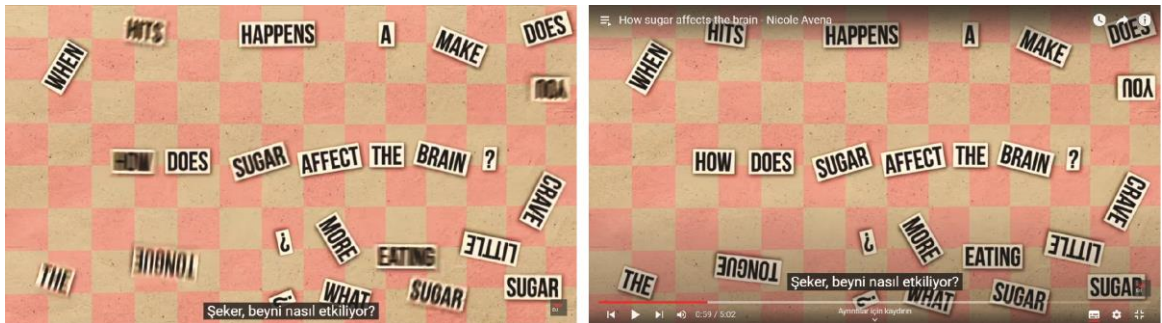 HITS HAPPENS A MAKE DOES
WHEN
YOU
HOW DOES SUGAR AFFECT THE BRAIN ?
CRAVE
? MORE EATING LITTLE
THE TONGUE
? WHAT SUGAR SUGAR
Şeker, beyni nasıl etkiliyor?
How sugar affects the brain - Nicole Avena
HITS HAPPENS A MAKE DOES
WHEN
YOU
HOW DOES SUGAR AFFECT THE BRAIN ?
CRAVE
? MORE EATING LITTLE
THE TONGUE
? WHAT SUGAR SUGAR
Şeker, beyni nasıl etkiliyor?
0:59 / 5:02
Ayrıntılar için kaydırın